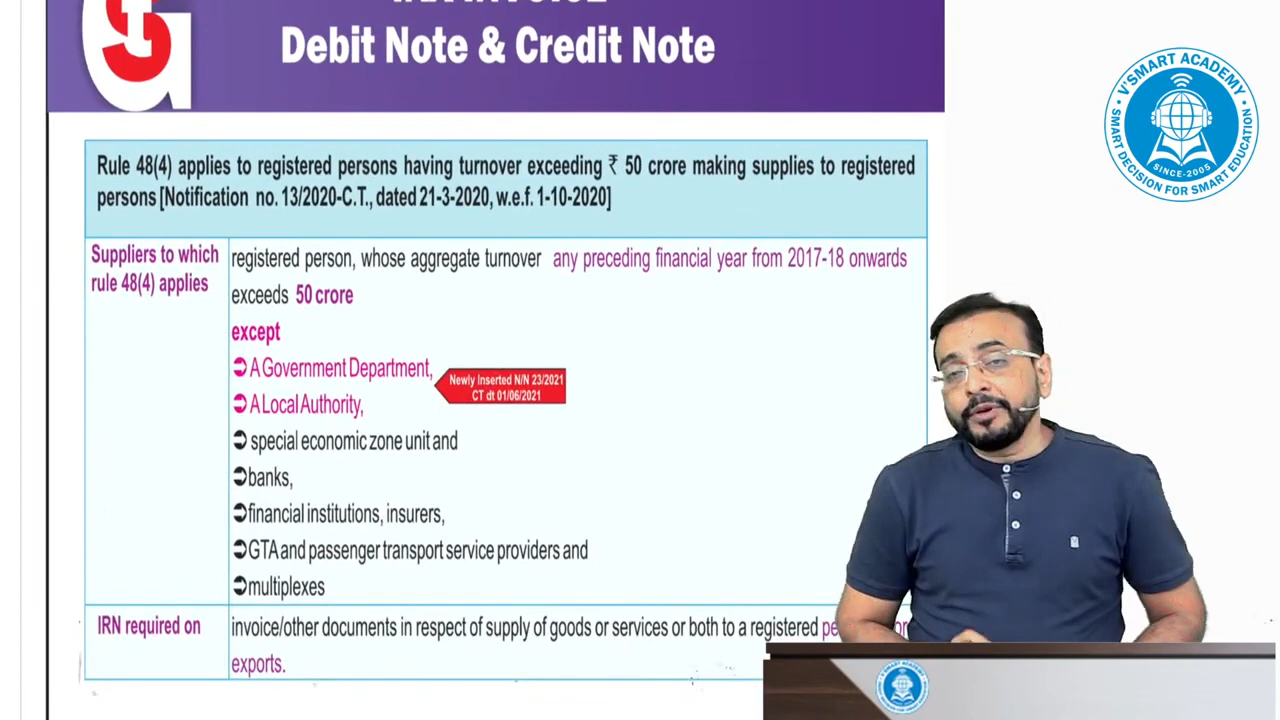 Debit Note & Credit Note
Rule 48(4) applies to registered persons having turnover exceeding ₹ 50 crore making supplies to registered
persons [Notification no. 13/2020-C.T., dated 21-3-2020, w.e.f. 1-10-2020]
Suppliers to which
rule 48(4) applies
registered person, whose aggregate turnover any preceding financial year from 2017-18 onwards
exceeds 50 crore
except
➲ A Government Department,
➲ A Local Authority,
Newly Inserted N/N 23/2021
CT dt 01/06/2021
➲ special economic zone unit and
➲ banks,
➲ financial institutions, insurers,
➲ GTA and passenger transport service providers and
➲ multiplexes
IRN required on
invoice/other documents in respect of supply of goods or services or both to a registered
exports.
V'SMART ACADEMY
SINCE-2005
SMART DECISION FOR SMART EDUCATION